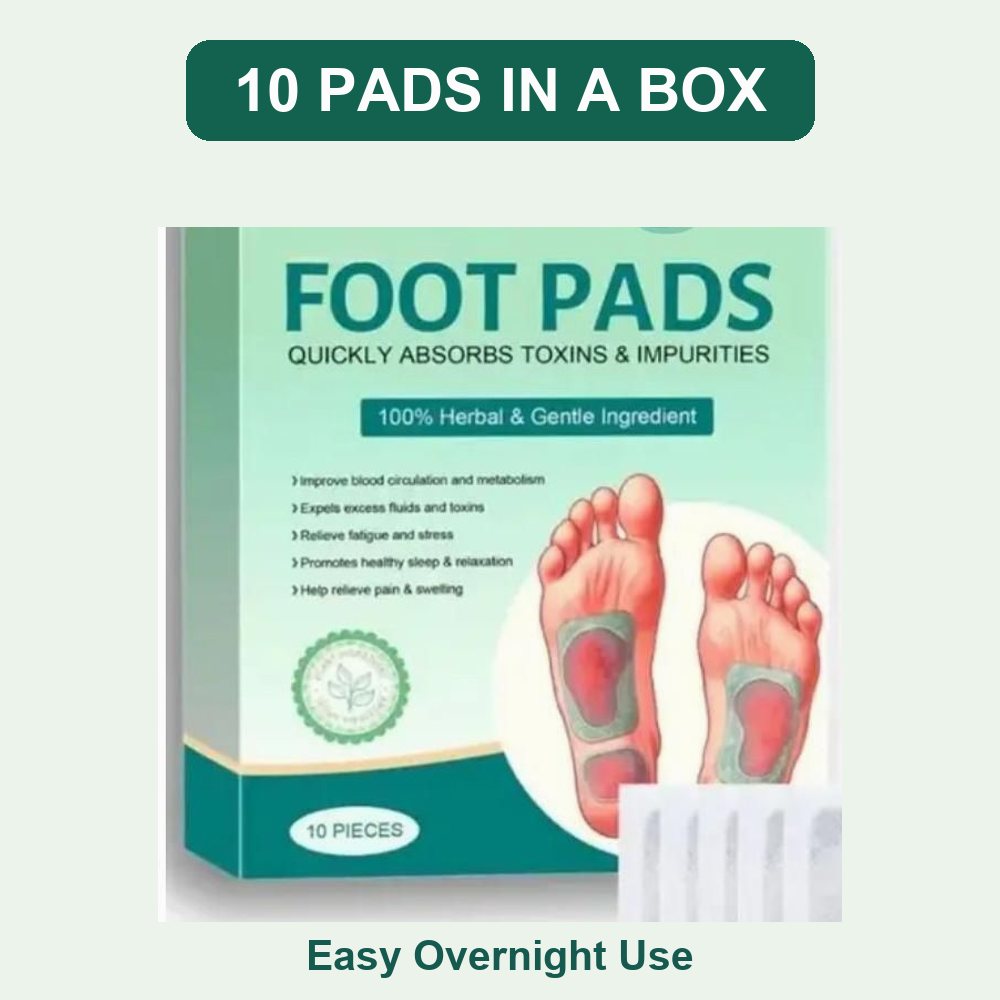 10 PADS IN A BOX
FOOT PADS
QUICKLY ABSORBS TOXINS & IMPURITIES
100% Herbal & Gentle Ingredient
Improve blood circulation and metabolism
Expels excess fluids and toxins
Relieve fatigue and stress
Promotes healthy sleep & relaxation
Help relieve pain & swelling
10 PIECES
Easy Overnight Use